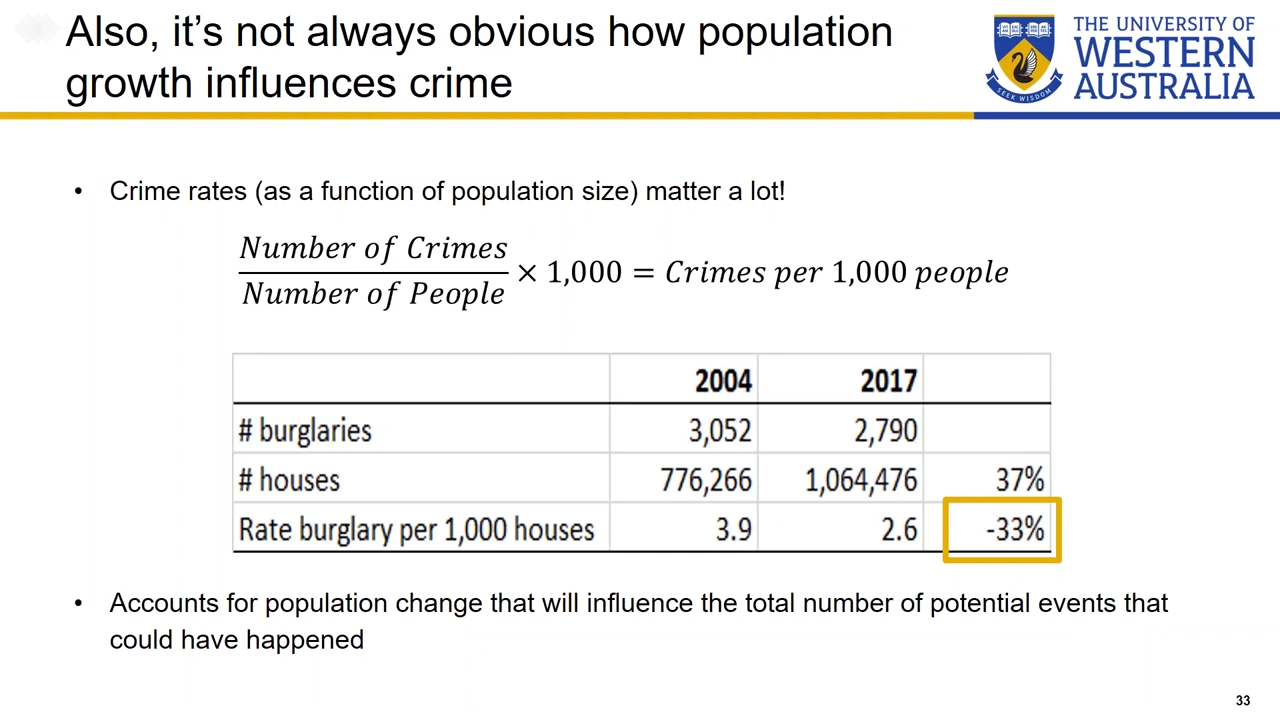 Also, it's not always obvious how population
growth influences crime
THE UNIVERSITY OF
WESTERN
AUSTRALIA
SEEK WISDOM
• Crime rates (as a function of population size) matter a lot!
Number of Crimes
Number of People
× 1,000 = Crimes per 1,000 people
2004 2017
# burglaries 3,052 2,790
# houses 776,266 1,064,476 37%
Rate burglary per 1,000 houses 3.9 2.6 -33%
• Accounts for population change that will influence the total number of potential events that
could have happened
33